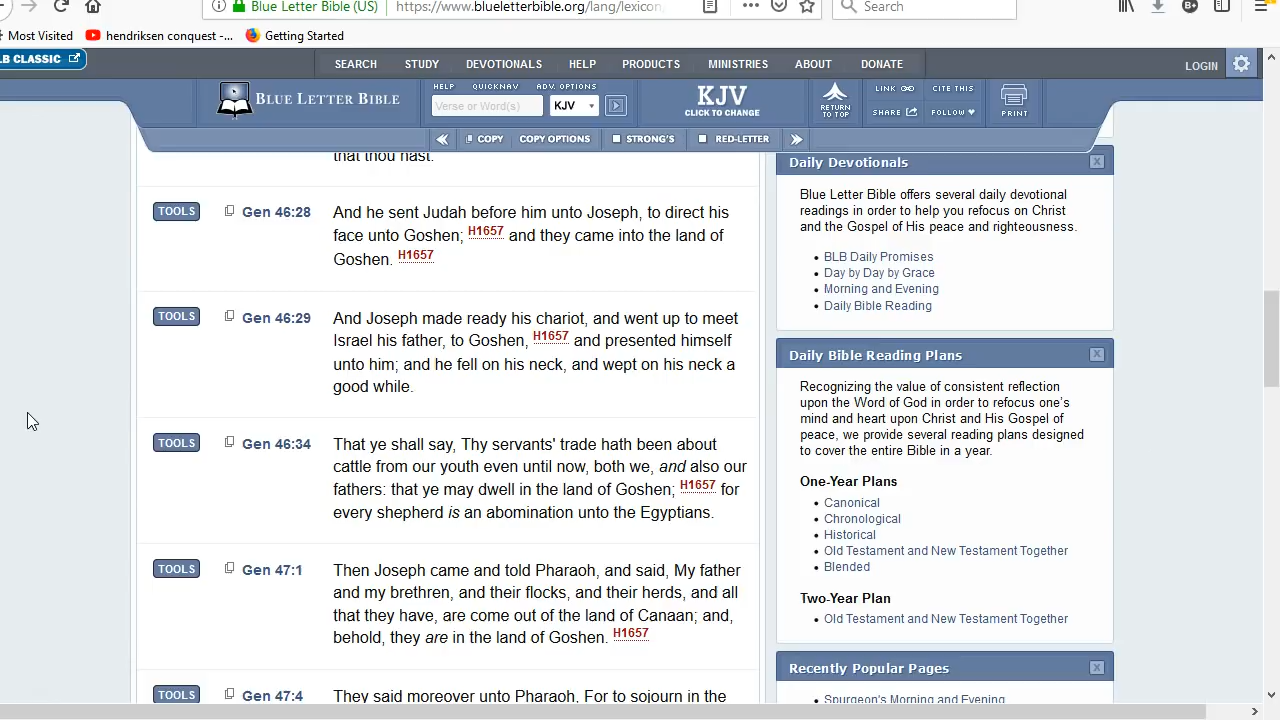 Blue Letter Bible (US)
https://www.blueletterbible.org/lang/lexicon
Search
Most Visited
hendriksen conquest -...
Getting Started
LB CLASSIC
SEARCH
STUDY
DEVOTIONALS
HELP
PRODUCTS
MINISTRIES
ABOUT
DONATE
LOGIN
BLUE LETTER BIBLE
HELP
QUICKNAV
ADV. OPTIONS
Verse or Word(s)
KJV
KJV
CLICK TO CHANGE
RETURN
TO TOP
LINK
CITE THIS
SHARE
FOLLOW
PRINT
COPY
COPY OPTIONS
STRONG'S
RED-LETTER
that thou hast.
TOOLS
Gen 46:28
And he sent Judah before him unto Joseph, to direct his
face unto Goshen; H1657 and they came into the land of
Goshen. H1657
TOOLS
Gen 46:29
And Joseph made ready his chariot, and went up to meet
Israel his father, to Goshen, H1657 and presented himself
unto him; and he fell on his neck, and wept on his neck a
good while.
TOOLS
Gen 46:34
That ye shall say, Thy servants' trade hath been about
cattle from our youth even until now, both we, and also our
fathers: that ye may dwell in the land of Goshen; H1657 for
every shepherd is an abomination unto the Egyptians.
TOOLS
Gen 47:1
Then Joseph came and told Pharaoh, and said, My father
and my brethren, and their flocks, and their herds, and all
that they have, are come out of the land of Canaan; and,
behold, they are in the land of Goshen. H1657
TOOLS
Gen 47:4
They said moreover unto Pharaoh, For to sojourn in the
Daily Devotionals
Blue Letter Bible offers several daily devotional
readings in order to help you refocus on Christ
and the Gospel of His peace and righteousness.
BLB Daily Promises
Day by Day by Grace
Morning and Evening
Daily Bible Reading
Daily Bible Reading Plans
Recognizing the value of consistent reflection
upon the Word of God in order to refocus one's
mind and heart upon Christ and His Gospel of
peace, we provide several reading plans designed
to cover the entire Bible in a year.
One-Year Plans
Canonical
Chronological
Historical
Old Testament and New Testament Together
Blended
Two-Year Plan
Old Testament and New Testament Together
Recently Popular Pages
Spurgeon's Morning and Evening